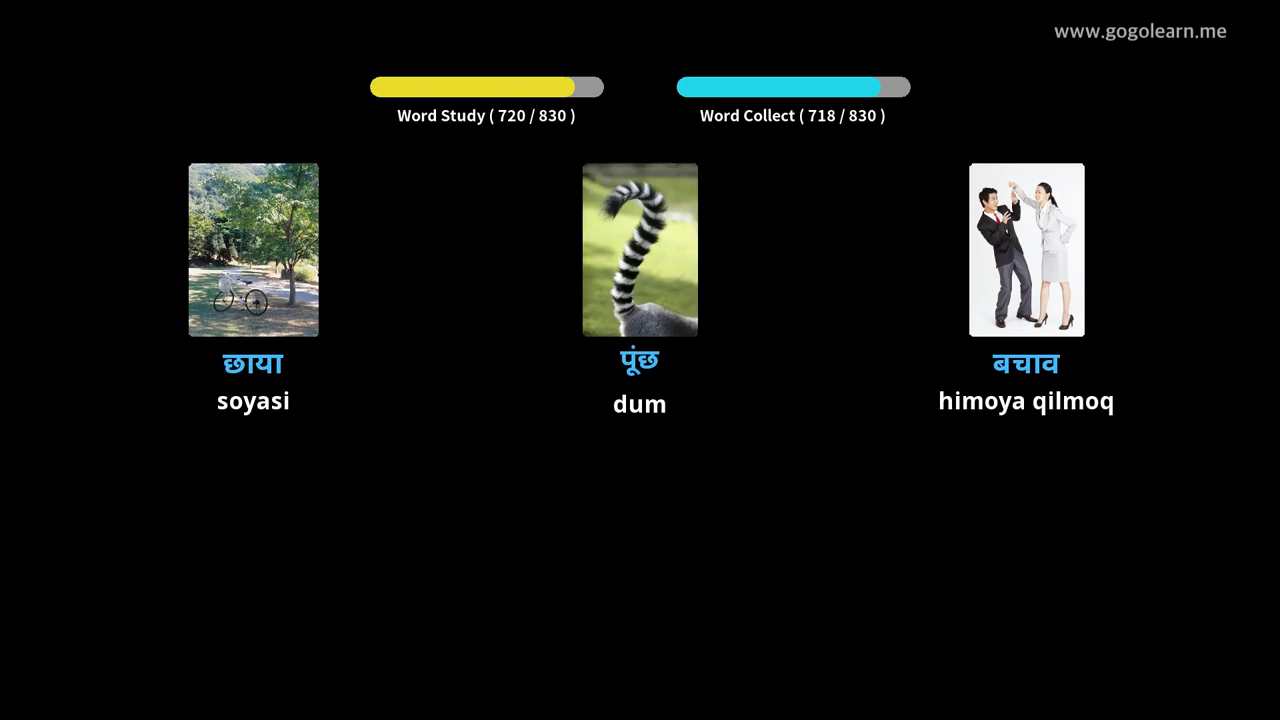 www.gogolearn.me
Word Study ( 720 / 830 )
Word Collect ( 718 / 830 )
छाया
पूंछ
बचाव
soyasi
dum
himoya qilmoq